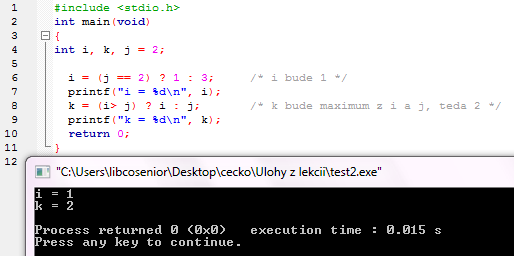 1 #include <stdio.h>
2 int main(void)
3 {
4 int i, k, j = 2;
5
6 i = (j == 2) ? 1 : 3; /* i bude 1 */
7 printf("i = %d\n", i);
8 k = (i> j) ? i : j; /* k bude maximum z i a j, teda 2 */
9 printf("k = %d\n", k);
10 return 0;
11 }
12
"C:\Users\libcosenior\Desktop\cecko\Ulohy z lekcii\test2.exe"
i = 1
k = 2
Process returned 0 (0x0) execution time : 0.015 s
Press any key to continue.